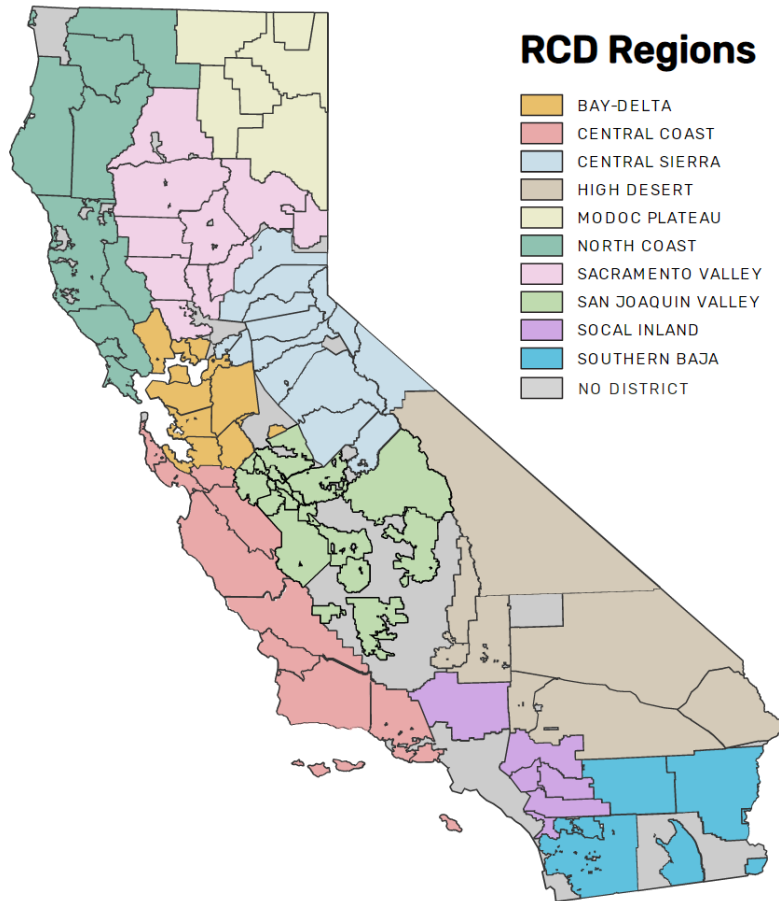 RCD Regions
BAY-DELTA
CENTRAL COAST
CENTRAL SIERRA
HIGH DESERT
MODOC PLATEAU
NORTH COAST
SACRAMENTO VALLEY
SAN JOAQUIN VALLEY
SOCAL INLAND
SOUTHERN BAJA
NO DISTRICT